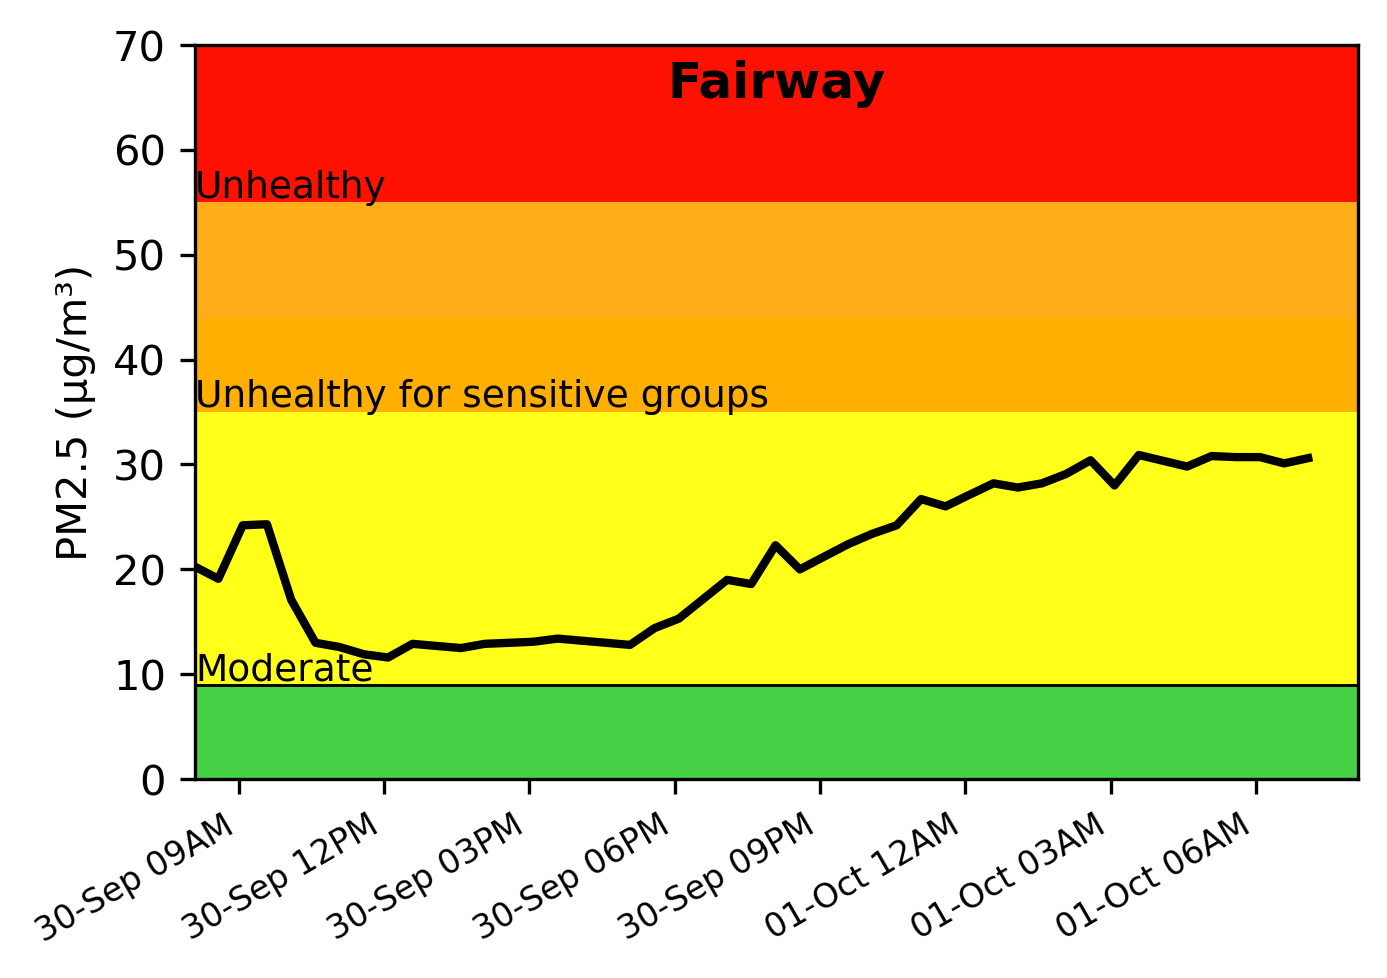 Fairway
PM2.5 (µg/m³)
70
60
50
40
30
20
10
0
Unhealthy
Unhealthy for sensitive groups
Moderate
30-Sep 09AM
30-Sep 12PM
30-Sep 03PM
30-Sep 06PM
30-Sep 09PM
01-Oct 12AM
01-Oct 03AM
01-Oct 06AM